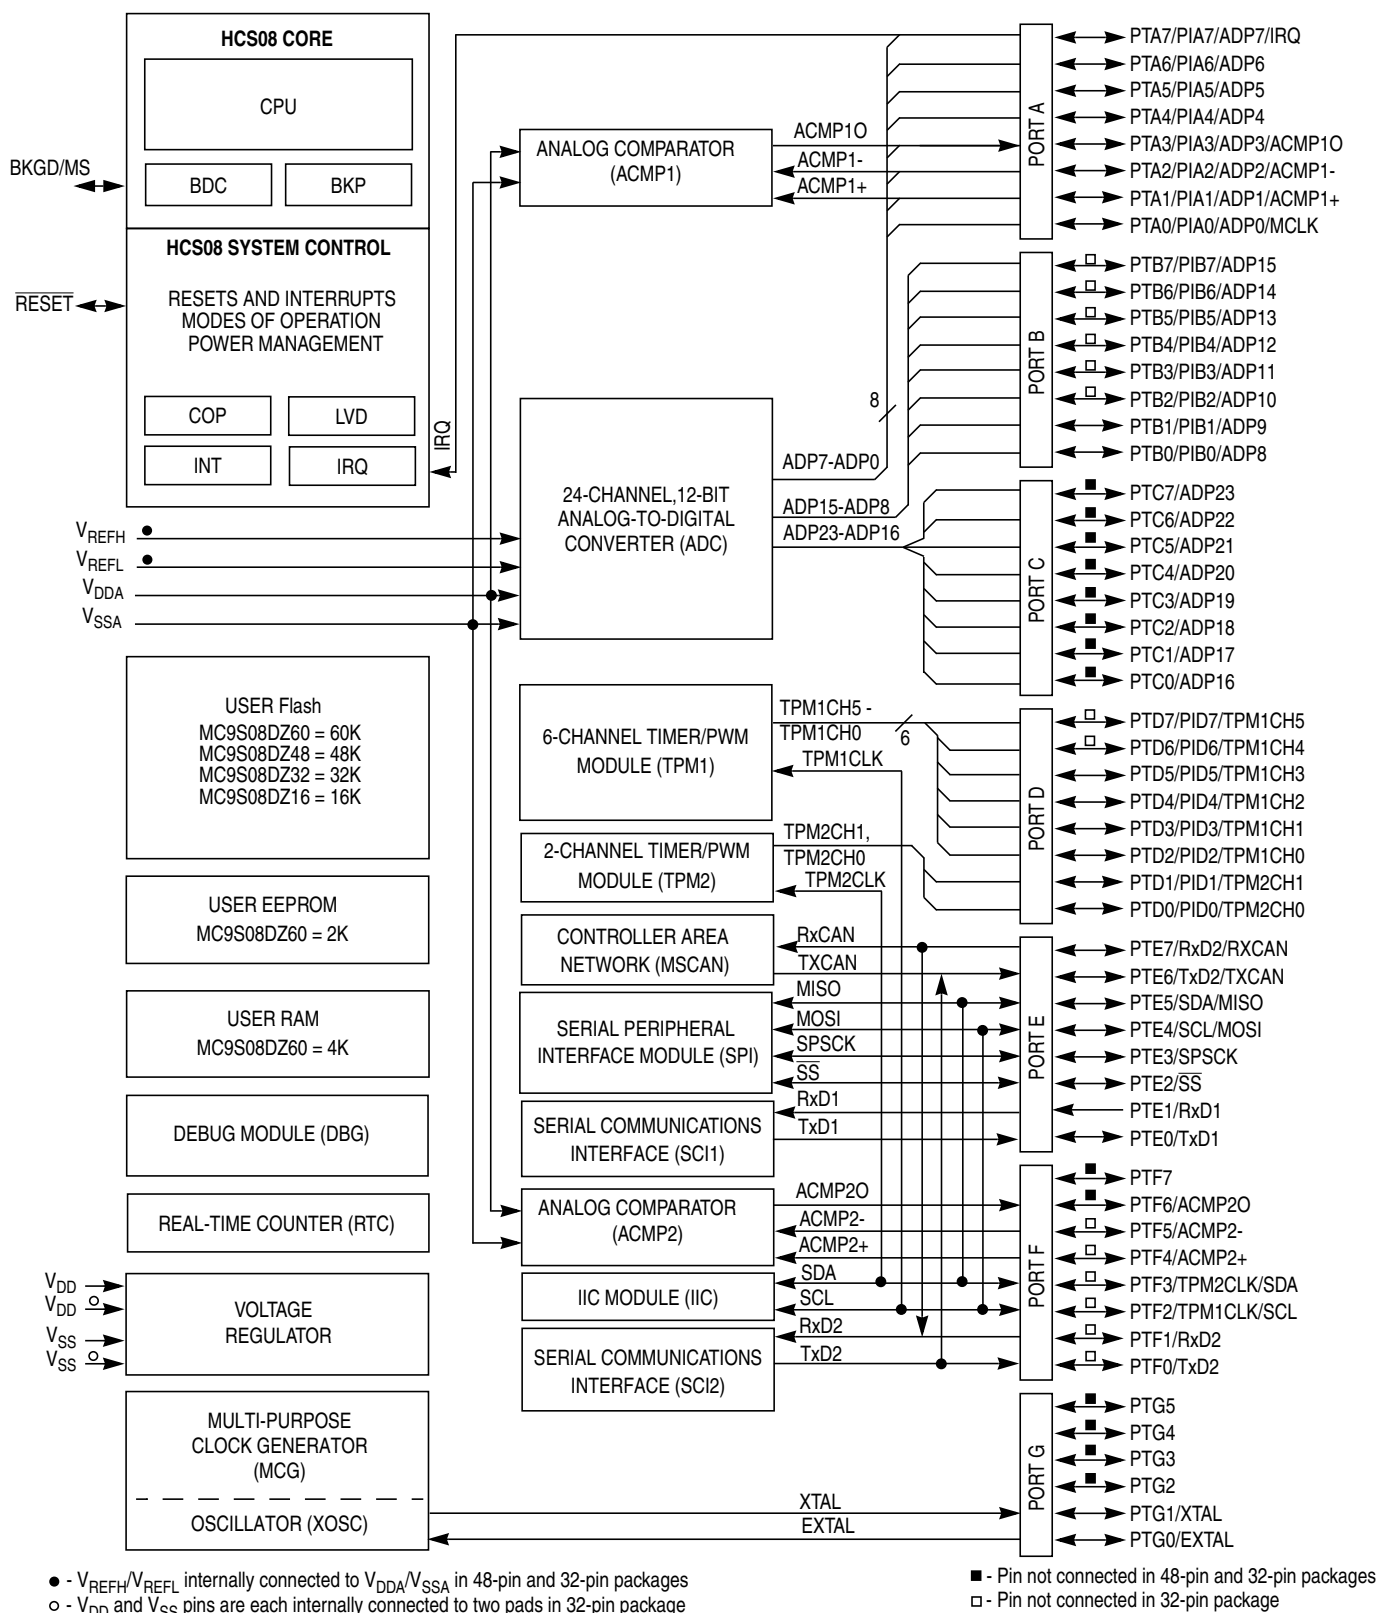 HCS08 CORE
CPU
BDC
BKP
BKGD/MS
HCS08 SYSTEM CONTROL
RESETS AND INTERRUPTS
MODES OF OPERATION
POWER MANAGEMENT
RESET
COP
LVD
INT
IRQ
IRQ
VREFH
VREFL
VDDA
VSSA
USER Flash
MC9S08DZ60 = 60K
MC9S08DZ48 = 48K
MC9S08DZ32 = 32K
MC9S08DZ16 = 16K
USER EEPROM
MC9S08DZ60 = 2K
USER RAM
MC9S08DZ60 = 4K
DEBUG MODULE (DBG)
REAL-TIME COUNTER (RTC)
VDD
VDD
VSS
VSS
VOLTAGE
REGULATOR
MULTI-PURPOSE
CLOCK GENERATOR
(MCG)
OSCILLATOR (XOSC)
ANALOG COMPARATOR
(ACMP1)
ACMP1O
ACMP1-
ACMP1+
24-CHANNEL,12-BIT
ANALOG-TO-DIGITAL
CONVERTER (ADC)
8
ADP7-ADP0
ADP15-ADP8
ADP23-ADP16
6-CHANNEL TIMER/PWM
MODULE (TPM1)
TPM1CH5 -
TPM1CH0
6
TPM1CLK
2-CHANNEL TIMER/PWM
MODULE (TPM2)
TPM2CH1,
TPM2CH0
TPM2CLK
CONTROLLER AREA
NETWORK (MSCAN)
RxCAN
TXCAN
SERIAL PERIPHERAL
INTERFACE MODULE (SPI)
MISO
MOSI
SPSCK
SS
SERIAL COMMUNICATIONS
INTERFACE (SCI1)
RxD1
TxD1
ANALOG COMPARATOR
(ACMP2)
ACMP2O
ACMP2-
ACMP2+
IIC MODULE (IIC)
SDA
SCL
SERIAL COMMUNICATIONS
INTERFACE (SCI2)
RxD2
TxD2
XTAL
EXTAL
PORT A
PTA7/PIA7/ADP7/IRQ
PTA6/PIA6/ADP6
PTA5/PIA5/ADP5
PTA4/PIA4/ADP4
PTA3/PIA3/ADP3/ACMP1O
PTA2/PIA2/ADP2/ACMP1-
PTA1/PIA1/ADP1/ACMP1+
PTA0/PIA0/ADP0/MCLK
PORT B
PTB7/PIB7/ADP15
PTB6/PIB6/ADP14
PTB5/PIB5/ADP13
PTB4/PIB4/ADP12
PTB3/PIB3/ADP11
PTB2/PIB2/ADP10
PTB1/PIB1/ADP9
PTB0/PIB0/ADP8
PORT C
PTC7/ADP23
PTC6/ADP22
PTC5/ADP21
PTC4/ADP20
PTC3/ADP19
PTC2/ADP18
PTC1/ADP17
PTC0/ADP16
PORT D
PTD7/PID7/TPM1CH5
PTD6/PID6/TPM1CH4
PTD5/PID5/TPM1CH3
PTD4/PID4/TPM1CH2
PTD3/PID3/TPM1CH1
PTD2/PID2/TPM1CH0
PTD1/PID1/TPM2CH1
PTD0/PID0/TPM2CH0
PORT E
PTE7/RxD2/RXCAN
PTE6/TxD2/TXCAN
PTE5/SDA/MISO
PTE4/SCL/MOSI
PTE3/SPSCK
PTE2/SS
PTE1/RxD1
PTE0/TxD1
PORT F
PTF7
PTF6/ACMP2O
PTF5/ACMP2-
PTF4/ACMP2+
PTF3/TPM2CLK/SDA
PTF2/TPM1CLK/SCL
PTF1/RxD2
PTF0/TxD2
PORT G
PTG5
PTG4
PTG3
PTG2
PTG1/XTAL
PTG0/EXTAL
● - VREFH/VREFL internally connected to VDDA/VSSA in 48-pin and 32-pin packages
○ - VDD and VSS pins are each internally connected to two pads in 32-pin package
■ - Pin not connected in 48-pin and 32-pin packages
□ - Pin not connected in 32-pin package